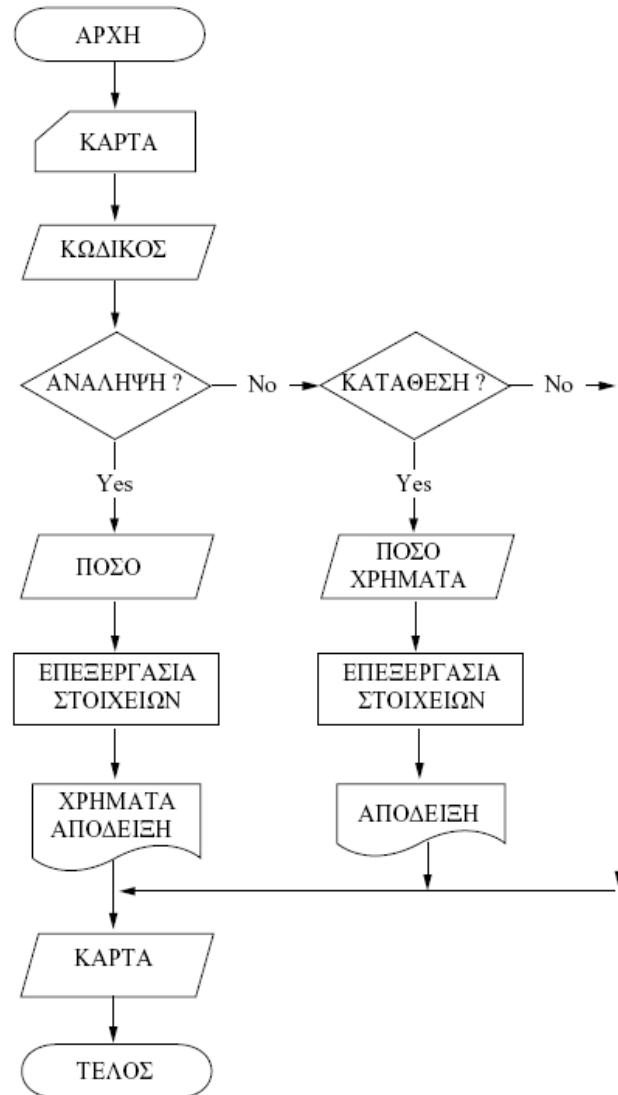 ΑΡΧΗ
ΚΑΡΤΑ
ΚΩΔΙΚΟΣ
ΑΝΑΛΗΨΗ ?
No
ΚΑΤΑΘΕΣΗ ?
No
Yes
Yes
ΠΟΣΟ
ΠΟΣΟ
ΧΡΗΜΑΤΑ
ΕΠΕΞΕΡΓΑΣΙΑ
ΣΤΟΙΧΕΙΩΝ
ΕΠΕΞΕΡΓΑΣΙΑ
ΣΤΟΙΧΕΙΩΝ
ΧΡΗΜΑΤΑ
ΑΠΟΔΕΙΞΗ
ΑΠΟΔΕΙΞΗ
ΚΑΡΤΑ
ΤΕΛΟΣ